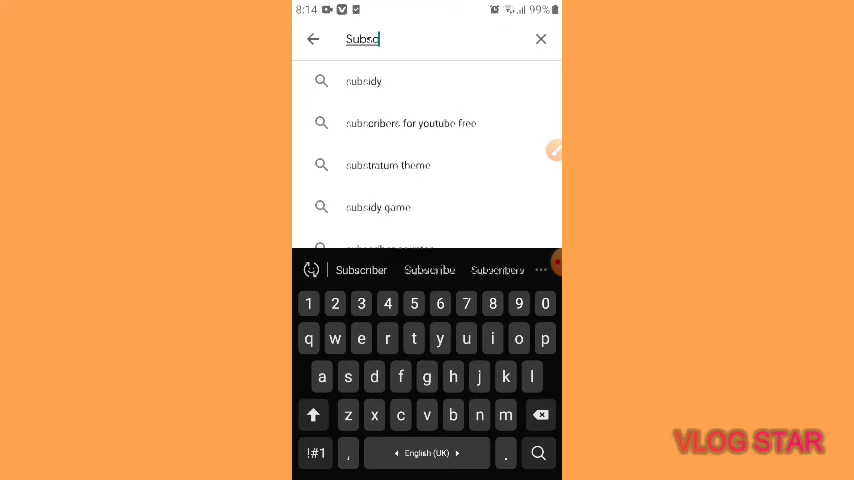 8:14 99%
Subsc
subsidy
subscribers for youtube free
substratum theme
subsidy game
Subscriber Subscribe Subscribers ...
1 2 3 4 5 6 7 8 9 0
q w e r t y u i o p
a s d f g h j k l
z x c v b n m
!#1 , English (UK) .
VLOG STAR